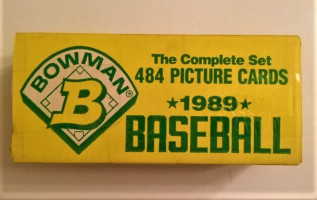 BOWMAN®
B
The Complete Set
484 PICTURE CARDS
★1989★
BASEBALL